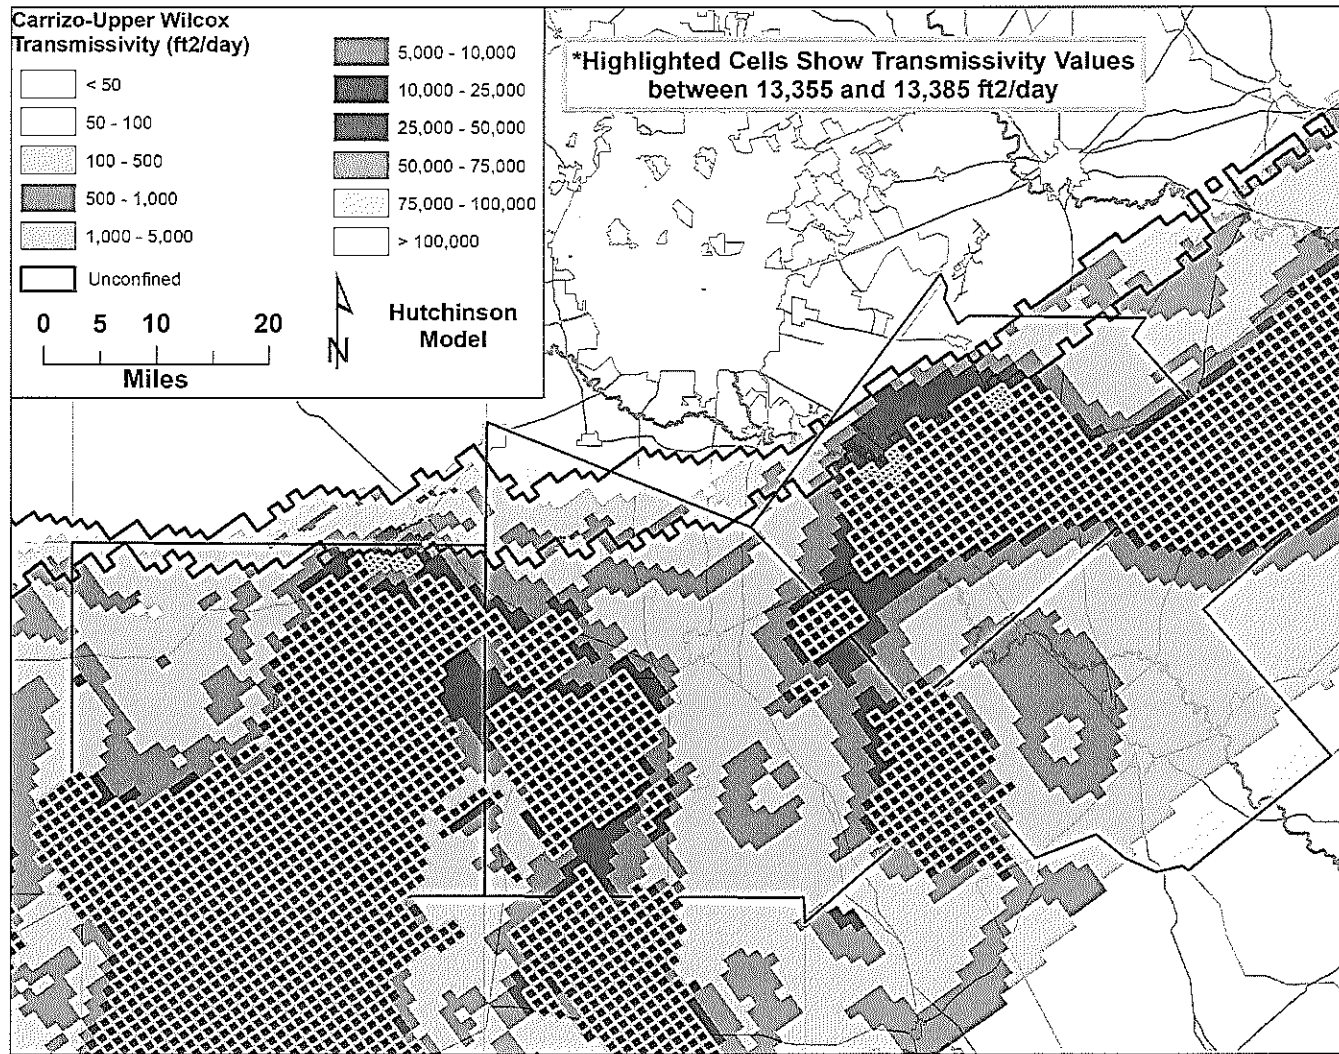 Carrizo-Upper Wilcox
Transmissivity (ft2/day)
< 50
50 - 100
100 - 500
500 - 1,000
1,000 - 5,000
Unconfined
5,000 - 10,000
10,000 - 25,000
25,000 - 50,000
50,000 - 75,000
75,000 - 100,000
> 100,000
0 5 10 20
Miles
N
Hutchinson
Model
*Highlighted Cells Show Transmissivity Values
between 13,355 and 13,385 ft2/day